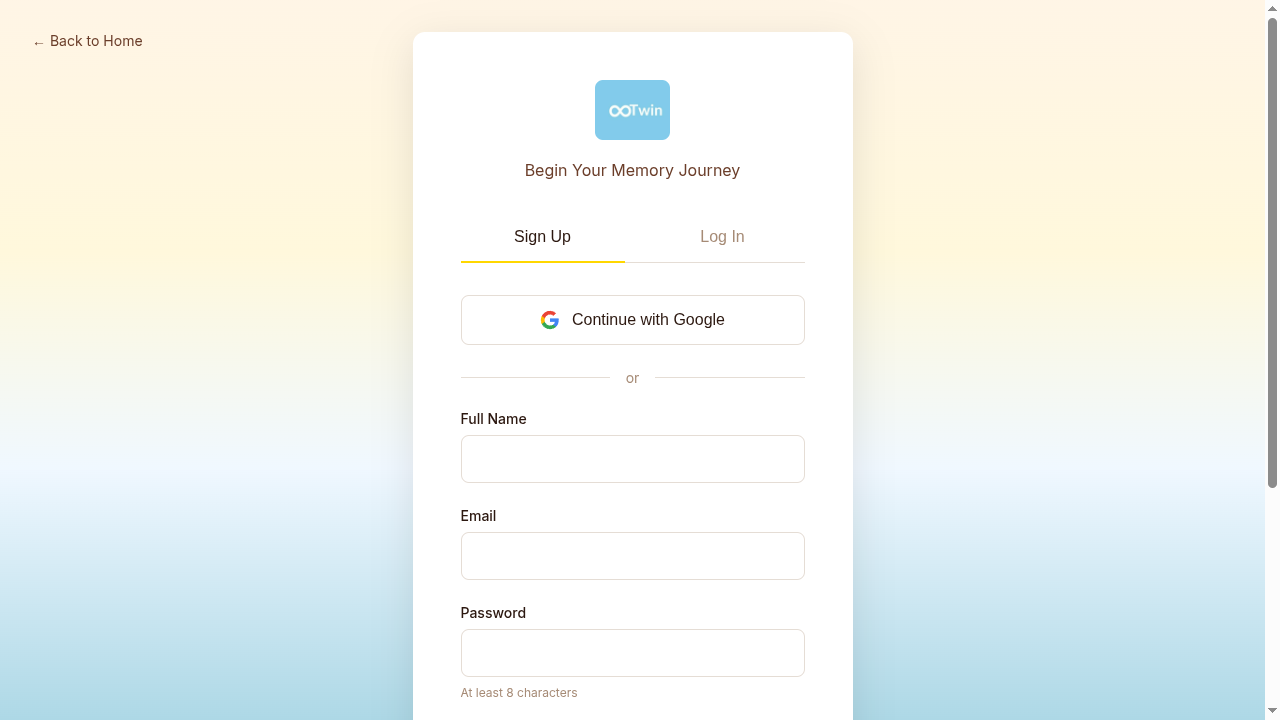 ← Back to Home
∞Twin
Begin Your Memory Journey
Sign Up
Log In
Continue with Google
or
Full Name
Email
Password
At least 8 characters